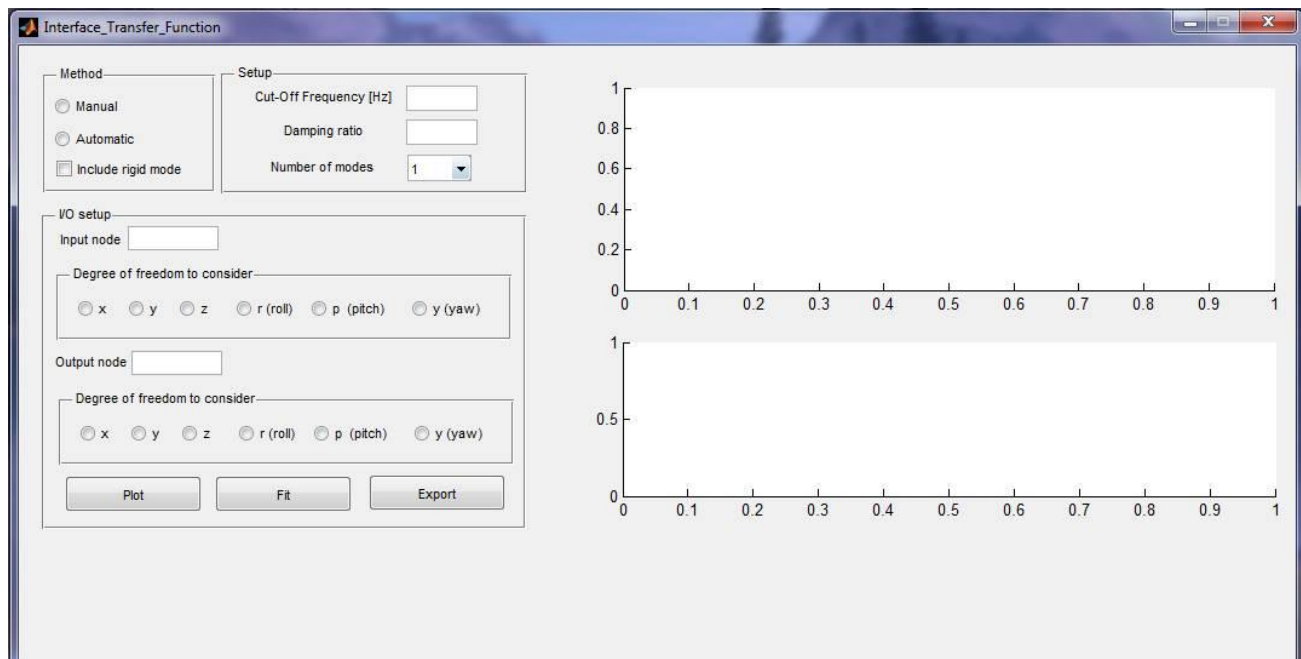 Interface_Transfer_Function
Method
Manual
Automatic
Include rigid mode
Setup
Cut-Off Frequency [Hz]
Damping ratio
Number of modes 1
I/O setup
Input node
Degree of freedom to consider
x y z r (roll) p (pitch) y (yaw)
Output node
Degree of freedom to consider
x y z r (roll) p (pitch) y (yaw)
Plot Fit Export
1
0.8
0.6
0.4
0.2
0
0 0.1 0.2 0.3 0.4 0.5 0.6 0.7 0.8 0.9 1
1
0.5
0
0 0.1 0.2 0.3 0.4 0.5 0.6 0.7 0.8 0.9 1